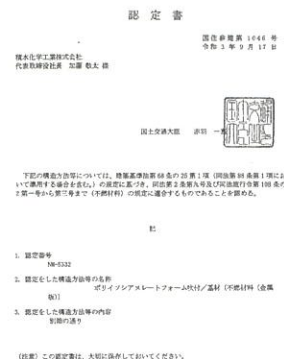 認定書
国住参建第 1046 号
令和 3 年 9 月 17 日
積水化学工業株式会社
代表取締役社長 加藤 敬太 様
国土交通大臣 赤羽 一
下記の構造方法等については、建築基準法第68条の25第1項（同法第88条第1項にお
いて準用する場合を含む。）の規定に基づき、同法第2条第九号及び同法施行令第108条の
2第一号から第三号まで（不燃材料）の規定に適合するものであることを認める。
記
1. 認定番号
NM-5332
2. 認定をした構造方法等の名称
ポリイソシアヌレートフォーム吹付／基材（不燃材料（金属
板））
3. 認定をした構造方法等の内容
別添の通り
（注意）この認定書は、大切に保存しておいてください。